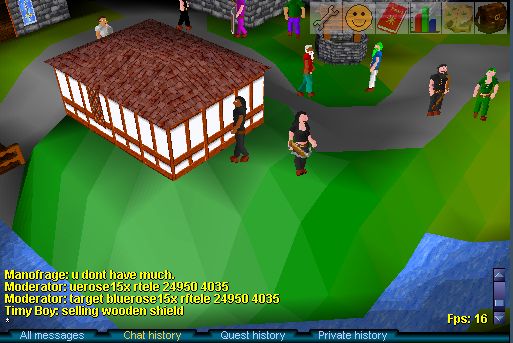 Manofrage: u dont have much.
Moderator: uerose15x rtele 24950 4035
Moderator: target bluerose15x rftele 24950 4035
Timy Boy: selling wooden shield
*
Fps: 16
All messages Chat history Quest history Private history